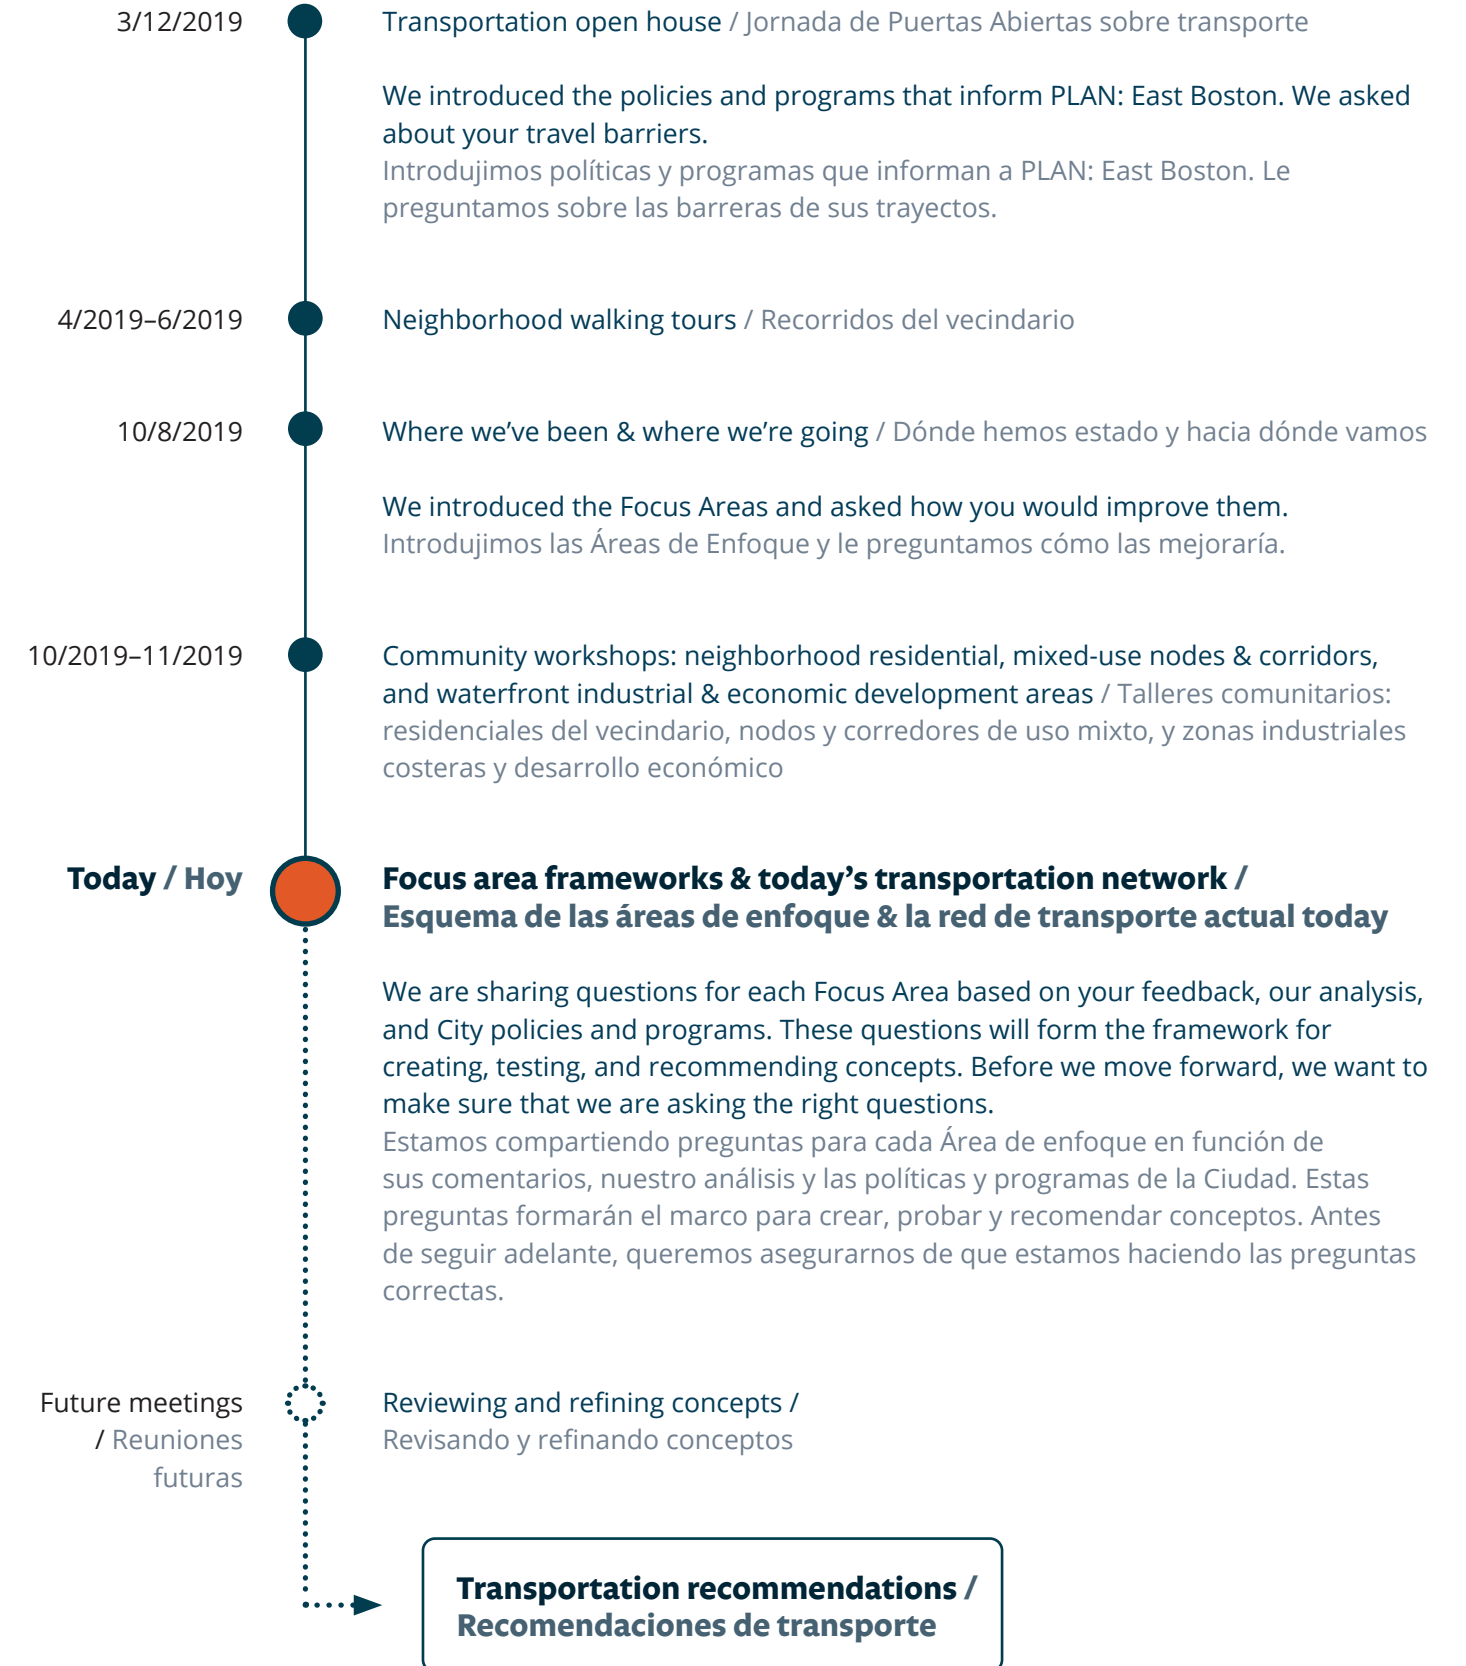 3/12/2019
Transportation open house / Jornada de Puertas Abiertas sobre transporte
We introduced the policies and programs that inform PLAN: East Boston. We asked
about your travel barriers.
Introdujimos políticas y programas que informan a PLAN: East Boston. Le
preguntamos sobre las barreras de sus trayectos.
4/2019–6/2019
Neighborhood walking tours / Recorridos del vecindario
10/8/2019
Where we’ve been & where we’re going / Dónde hemos estado y hacia dónde vamos
We introduced the Focus Areas and asked how you would improve them.
Introdujimos las Áreas de Enfoque y le preguntamos cómo las mejoraría.
10/2019–11/2019
Community workshops: neighborhood residential, mixed-use nodes & corridors,
and waterfront industrial & economic development areas / Talleres comunitarios:
residenciales del vecindario, nodos y corredores de uso mixto, y zonas industriales
costeras y desarrollo económico
Today / Hoy
Focus area frameworks & today’s transportation network /
Esquema de las áreas de enfoque & la red de transporte actual today
We are sharing questions for each Focus Area based on your feedback, our analysis,
and City policies and programs. These questions will form the framework for
creating, testing, and recommending concepts. Before we move forward, we want to
make sure that we are asking the right questions.
Estamos compartiendo preguntas para cada Área de enfoque en función de
sus comentarios, nuestro análisis y las políticas y programas de la Ciudad. Estas
preguntas formarán el marco para crear, probar y recomendar conceptos. Antes
de seguir adelante, queremos asegurarnos de que estamos haciendo las preguntas
correctas.
Future meetings
/ Reuniones
futuras
Reviewing and refining concepts /
Revisando y refinando conceptos
Transportation recommendations /
Recomendaciones de transporte